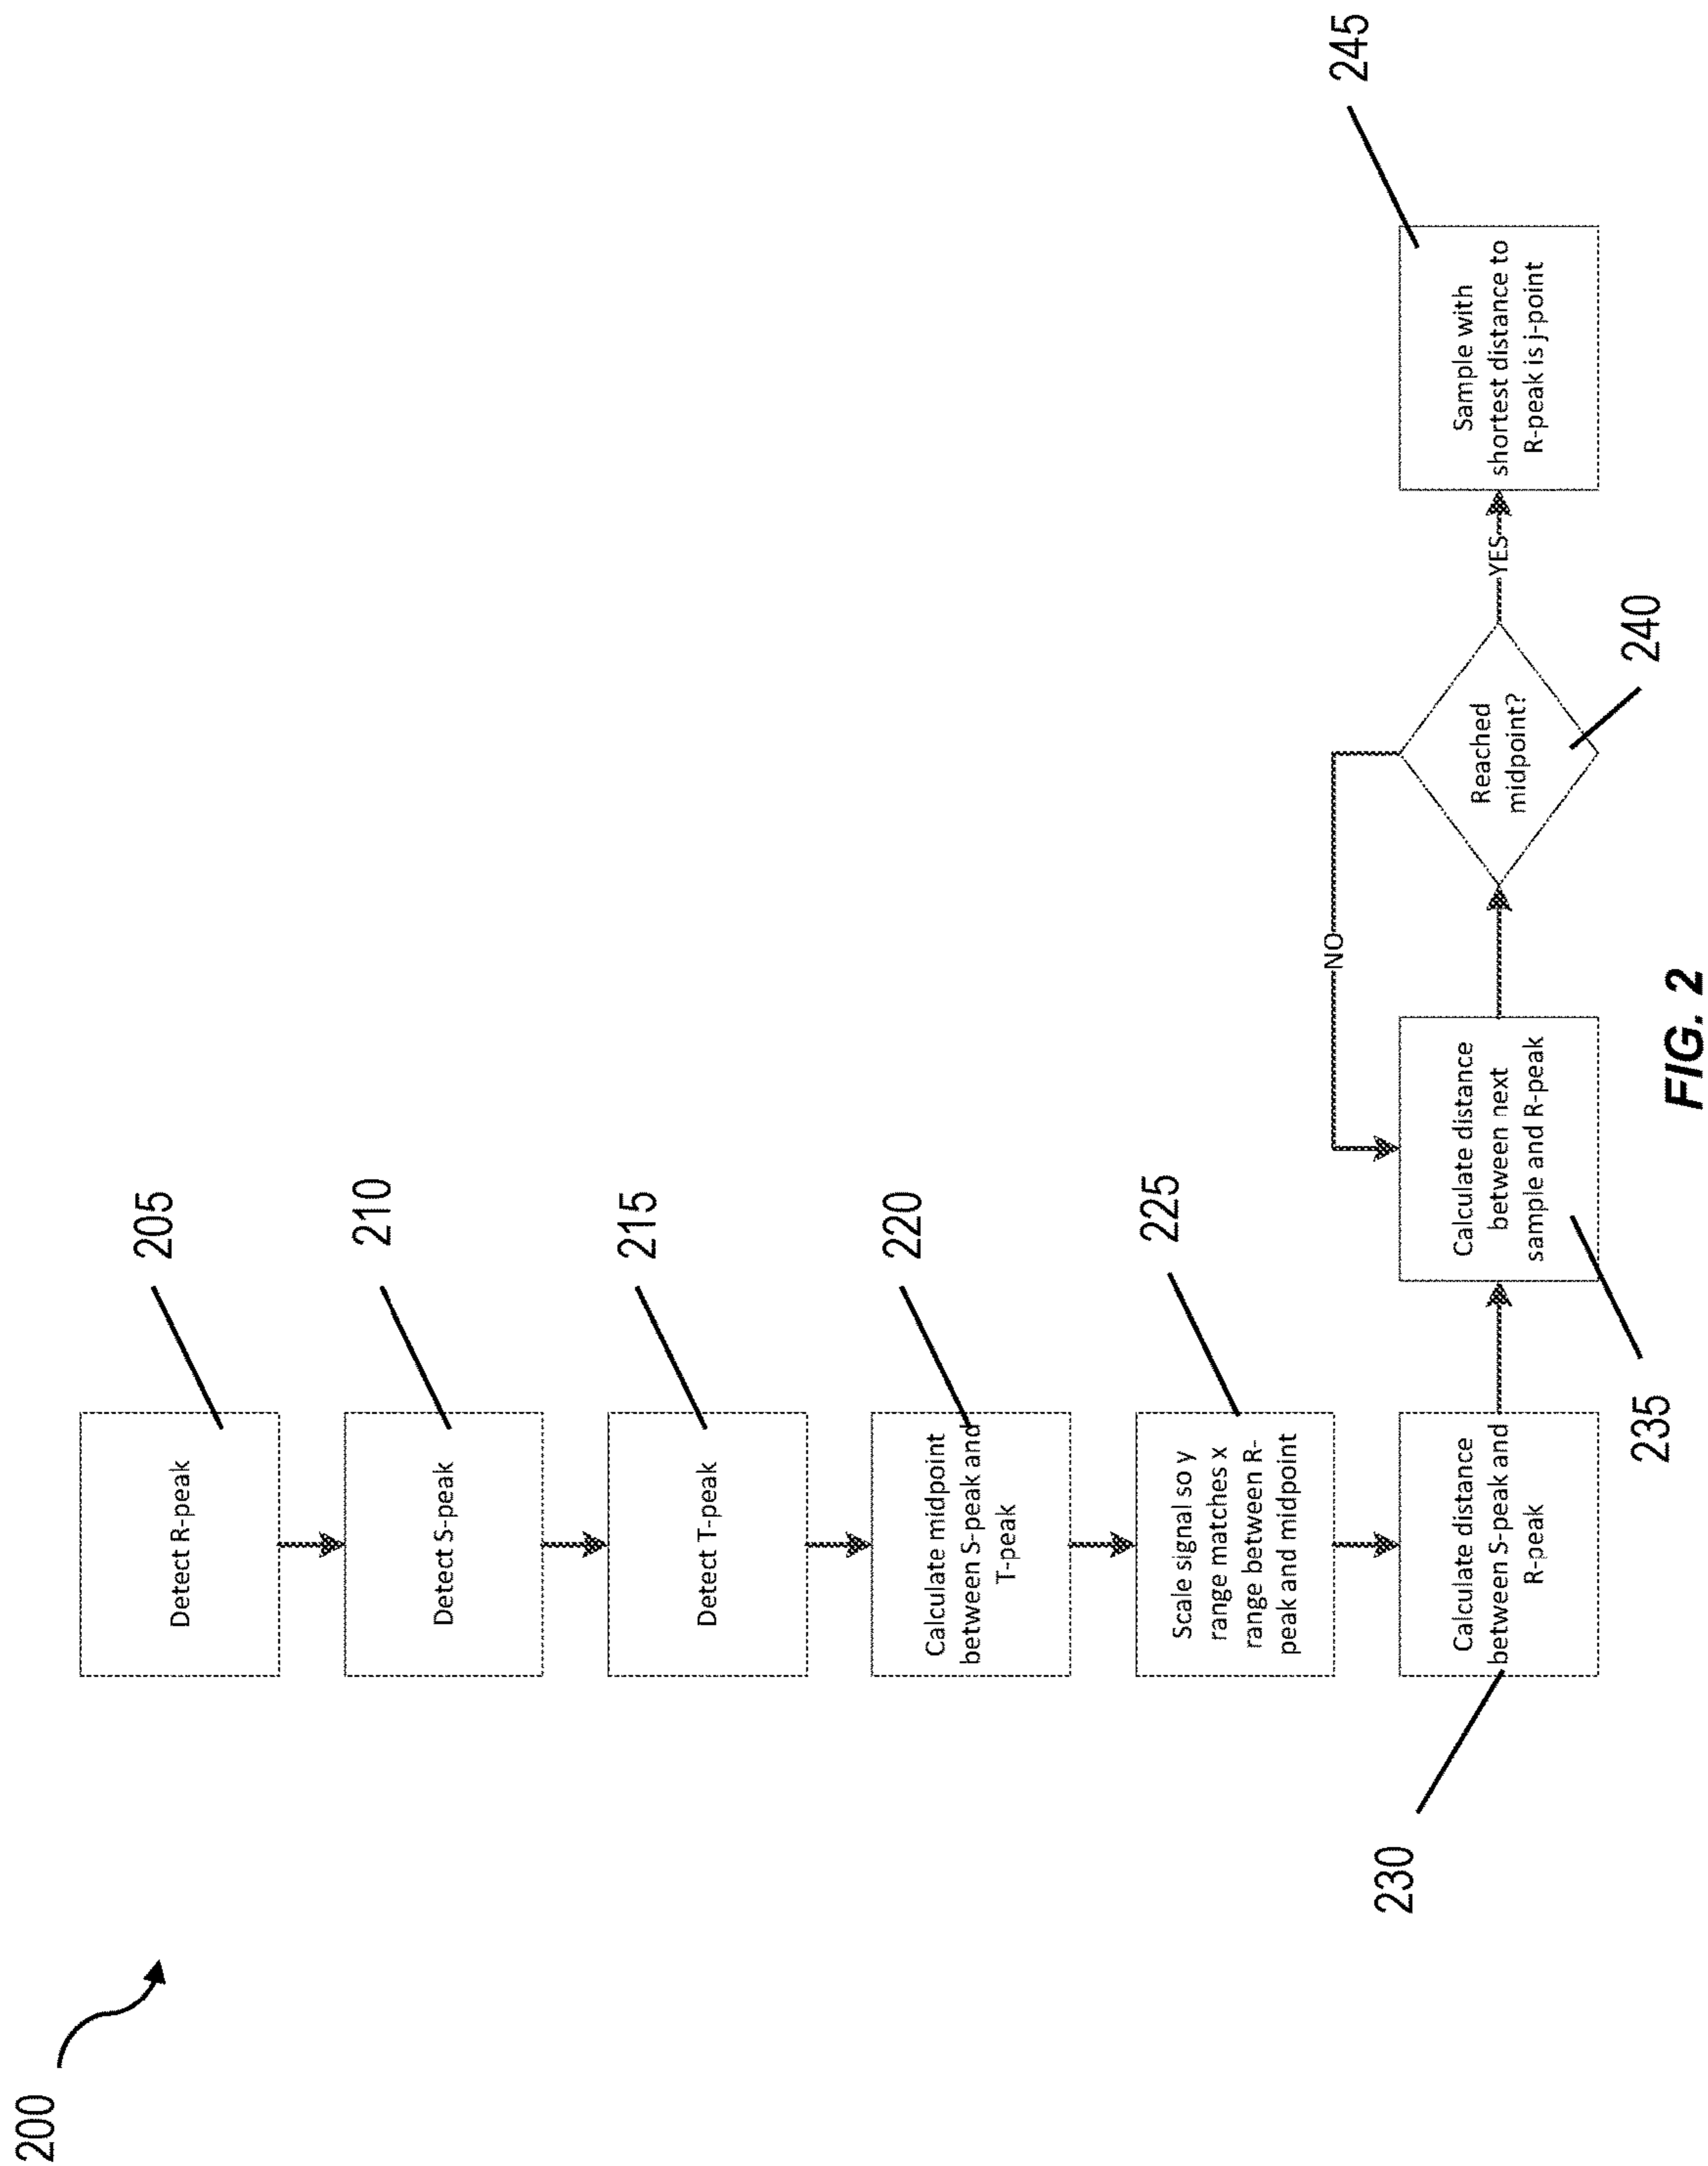 200
205
Detect R-peak
210
Detect S-peak
215
Detect T-peak
220
Calculate midpoint
between S-peak and
T-peak
225
Scale signal so y
range matches x
range between R-
peak and midpoint
230
Calculate distance
between S-peak and
R-peak
235
Calculate distance
between next
sample and R-peak
NO
240
Reached
midpoint?
YES
245
Sample with
shortest distance to
R-peak is j-point
FIG. 2